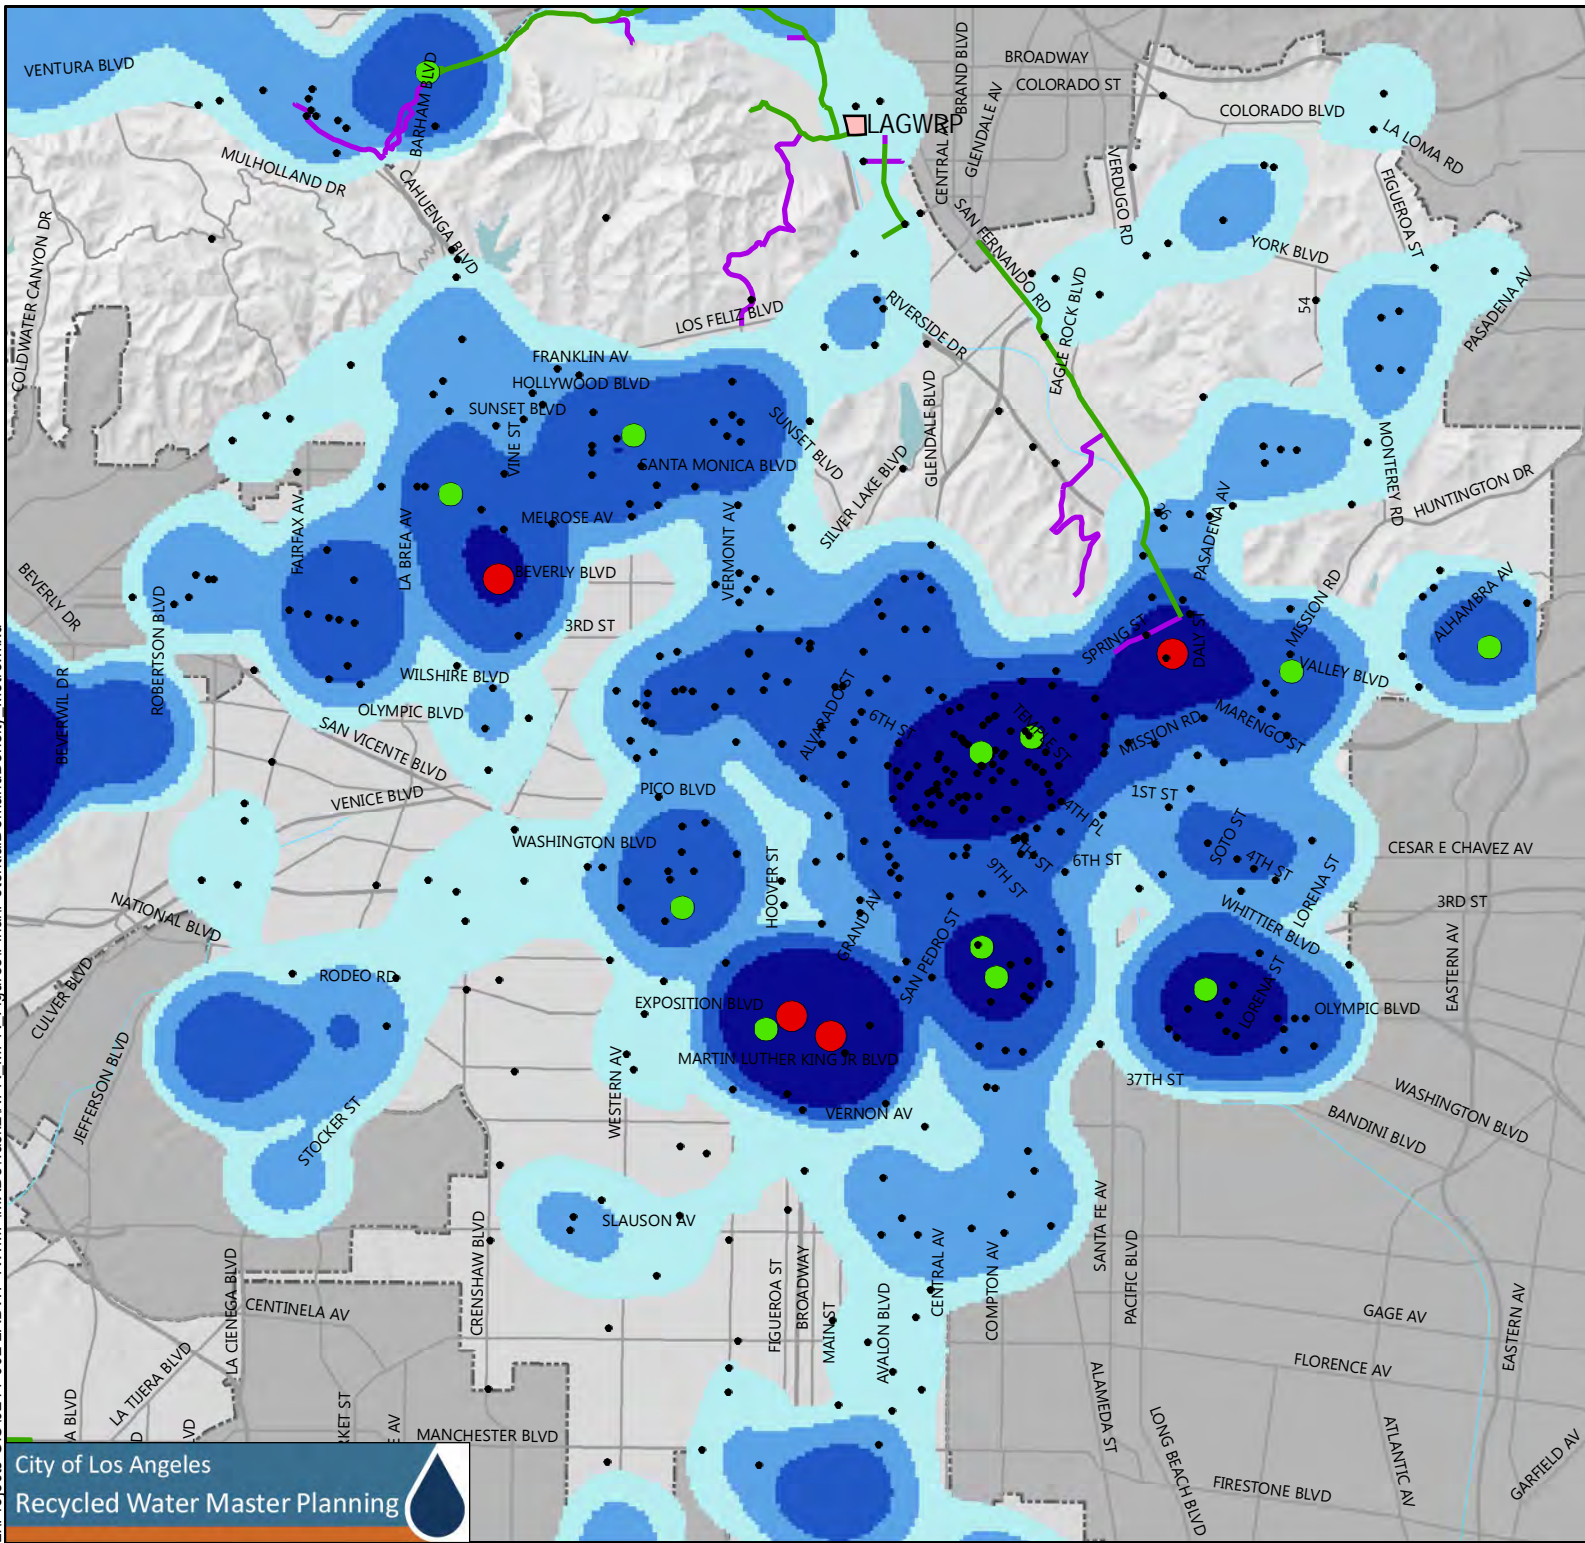 VENTURA BLVD
BARHAM BLVD
MULHOLLAND DR
CAHUENGA BLVD
COLDWATER CANYON DR
LAGWRP
CENTRAL AV
BRAND BLVD
GLENDALE AV
BROADWAY
COLORADO ST
COLORADO BLVD
LA LOMA RD
VERDUGO RD
FIGUEROA ST
SAN FERNANDO RD
YORK BLVD
EAGLE ROCK BLVD
54
PASADENA AV
LOS FELIZ BLVD
RIVERSIDE DR
FRANKLIN AV
HOLLYWOOD BLVD
SUNSET BLVD
VINE ST
SUNSET BLVD
GLENDALE BLVD
SANTA MONICA BLVD
SILVER LAKE BLVD
MONTEREY RD
HUNTINGTON DR
FAIRFAX AV
LA BREA AV
MELROSE AV
VERMONT AV
26
PASADENA AV
BEVERLY DR
ROBERTSON BLVD
BEVERLY BLVD
3RD ST
MISSION RD
ALHAMBRA AV
SPRING ST
DALY ST
VALLEY BLVD
WILSHIRE BLVD
BEVERWIL DR
OLYMPIC BLVD
SAN VICENTE BLVD
ALVARADO ST
6TH ST
TEMPLE ST
MISSION RD
MARENGO ST
VENICE BLVD
PICO BLVD
1ST ST
4TH PL
WASHINGTON BLVD
HOOVER ST
7TH ST
6TH ST
9TH ST
SOTO ST
4TH ST
LORENA ST
CESAR E CHAVEZ AV
3RD ST
NATIONAL BLVD
GRAND AV
SAN PEDRO ST
WHITTIER BLVD
EASTERN AV
CULVER BLVD
RODEO RD
EXPOSITION BLVD
LORENA ST
OLYMPIC BLVD
JEFFERSON BLVD
WESTERN AV
MARTIN LUTHER KING JR BLVD
37TH ST
WASHINGTON BLVD
STOCKER ST
VERNON AV
BANDINI BLVD
SLAUSON AV
LA CIENEGA BLVD
CRENSHAW BLVD
FIGUEROA ST
BROADWAY
MAIN ST
AVALON BLVD
CENTRAL AV
COMPTON AV
SANTA FE AV
PACIFIC BLVD
CENTINELA AV
GAGE AV
EASTERN AV
LA TIJERA BLVD
FLORENCE AV
ALAMEDA ST
LONG BEACH BLVD
ATLANTIC AV
GARFIELD AV
MANCHESTER BLVD
FIRESTONE BLVD
City of Los Angeles
Recycled Water Master Planning